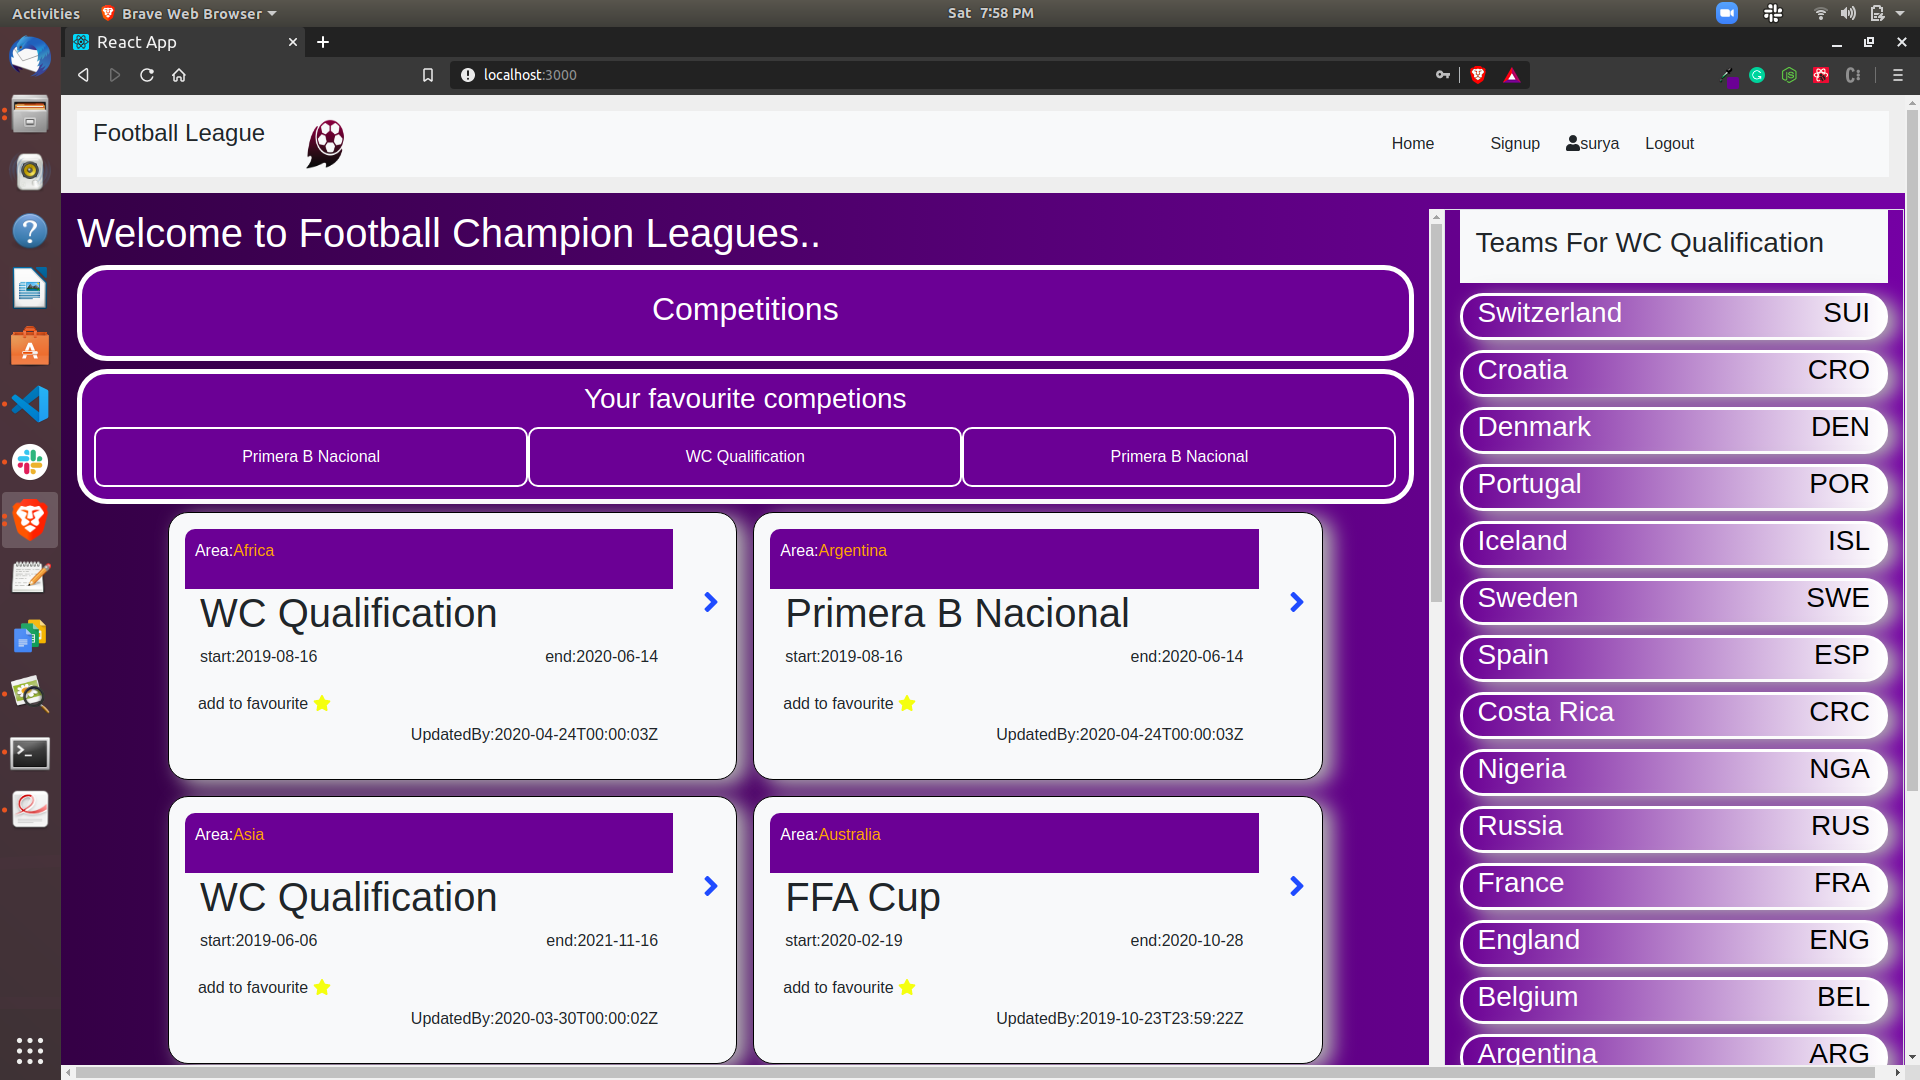 Activities Brave Web Browser Sat 7:58 PM
React App
localhost:3000
Football League Home Signup surya Logout
Welcome to Football Champion Leagues..
Competitions
Your favourite competions
Primera B Nacional WC Qualification Primera B Nacional
Area:Africa
WC Qualification
start:2019-08-16 end:2020-06-14
add to favourite
UpdatedBy:2020-04-24T00:00:03Z
Area:Argentina
Primera B Nacional
start:2019-08-16 end:2020-06-14
add to favourite
UpdatedBy:2020-04-24T00:00:03Z
Area:Asia
WC Qualification
start:2019-06-06 end:2021-11-16
add to favourite
UpdatedBy:2020-03-30T00:00:02Z
Area:Australia
FFA Cup
start:2020-02-19 end:2020-10-28
add to favourite
UpdatedBy:2019-10-23T23:59:22Z
Teams For WC Qualification
Switzerland SUI
Croatia CRO
Denmark DEN
Portugal POR
Iceland ISL
Sweden SWE
Spain ESP
Costa Rica CRC
Nigeria NGA
Russia RUS
France FRA
England ENG
Belgium BEL
Argentina ARG